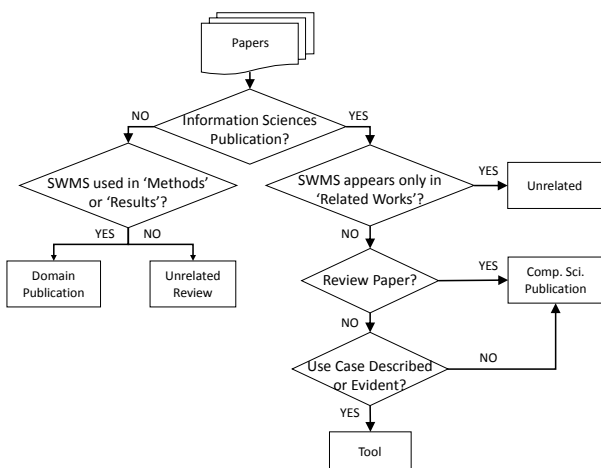 Papers
NO
YES
Information Sciences
Publication?
SWMS used in ‘Methods’
or ‘Results’?
SWMS appears only in
‘Related Works’?
YES
Unrelated
YES
NO
NO
Domain
Publication
Unrelated
Review
Review Paper?
YES
Comp. Sci.
Publication
NO
Use Case Described
or Evident?
NO
YES
Tool